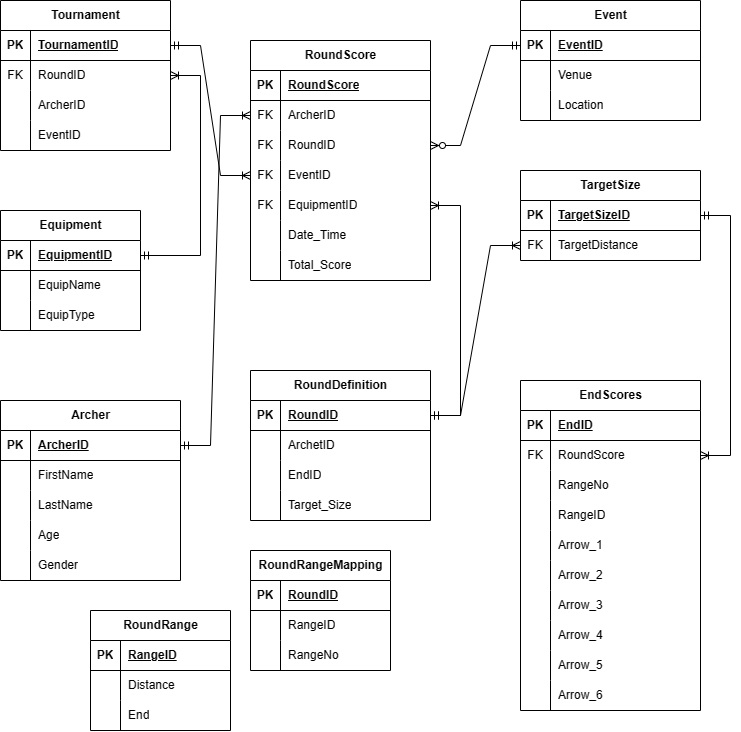 Tournament
PK TournamentID
FK RoundID
ArcherID
EventID
Equipment
PK EquipmentID
EquipName
EquipType
Archer
PK ArcherID
FirstName
LastName
Age
Gender
RoundRange
PK RangeID
Distance
End
RoundScore
PK RoundScore
FK ArcherID
FK RoundID
FK EventID
FK EquipmentID
Date_Time
Total_Score
RoundDefinition
PK RoundID
ArchetID
EndID
Target_Size
RoundRangeMapping
PK RoundID
RangeID
RangeNo
Event
PK EventID
Venue
Location
TargetSize
PK TargetSizeID
FK TargetDistance
EndScores
PK EndID
FK RoundScore
RangeNo
RangeID
Arrow_1
Arrow_2
Arrow_3
Arrow_4
Arrow_5
Arrow_6